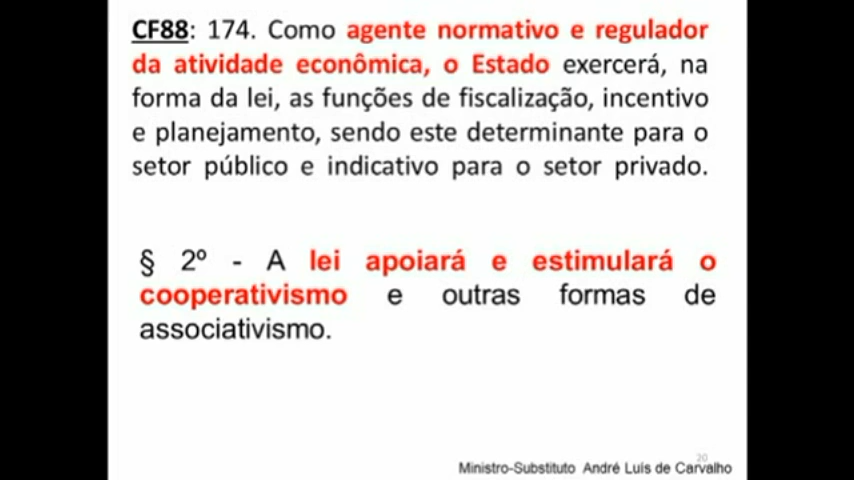 CF88: 174. Como agente normativo e regulador
da atividade econômica, o Estado exercerá, na
forma da lei, as funções de fiscalização, incentivo
e planejamento, sendo este determinante para o
setor público e indicativo para o setor privado.
§ 2º - A lei apoiará e estimulará o
cooperativismo e outras formas de
associativismo.
20
Ministro-Substituto André Luís de Carvalho